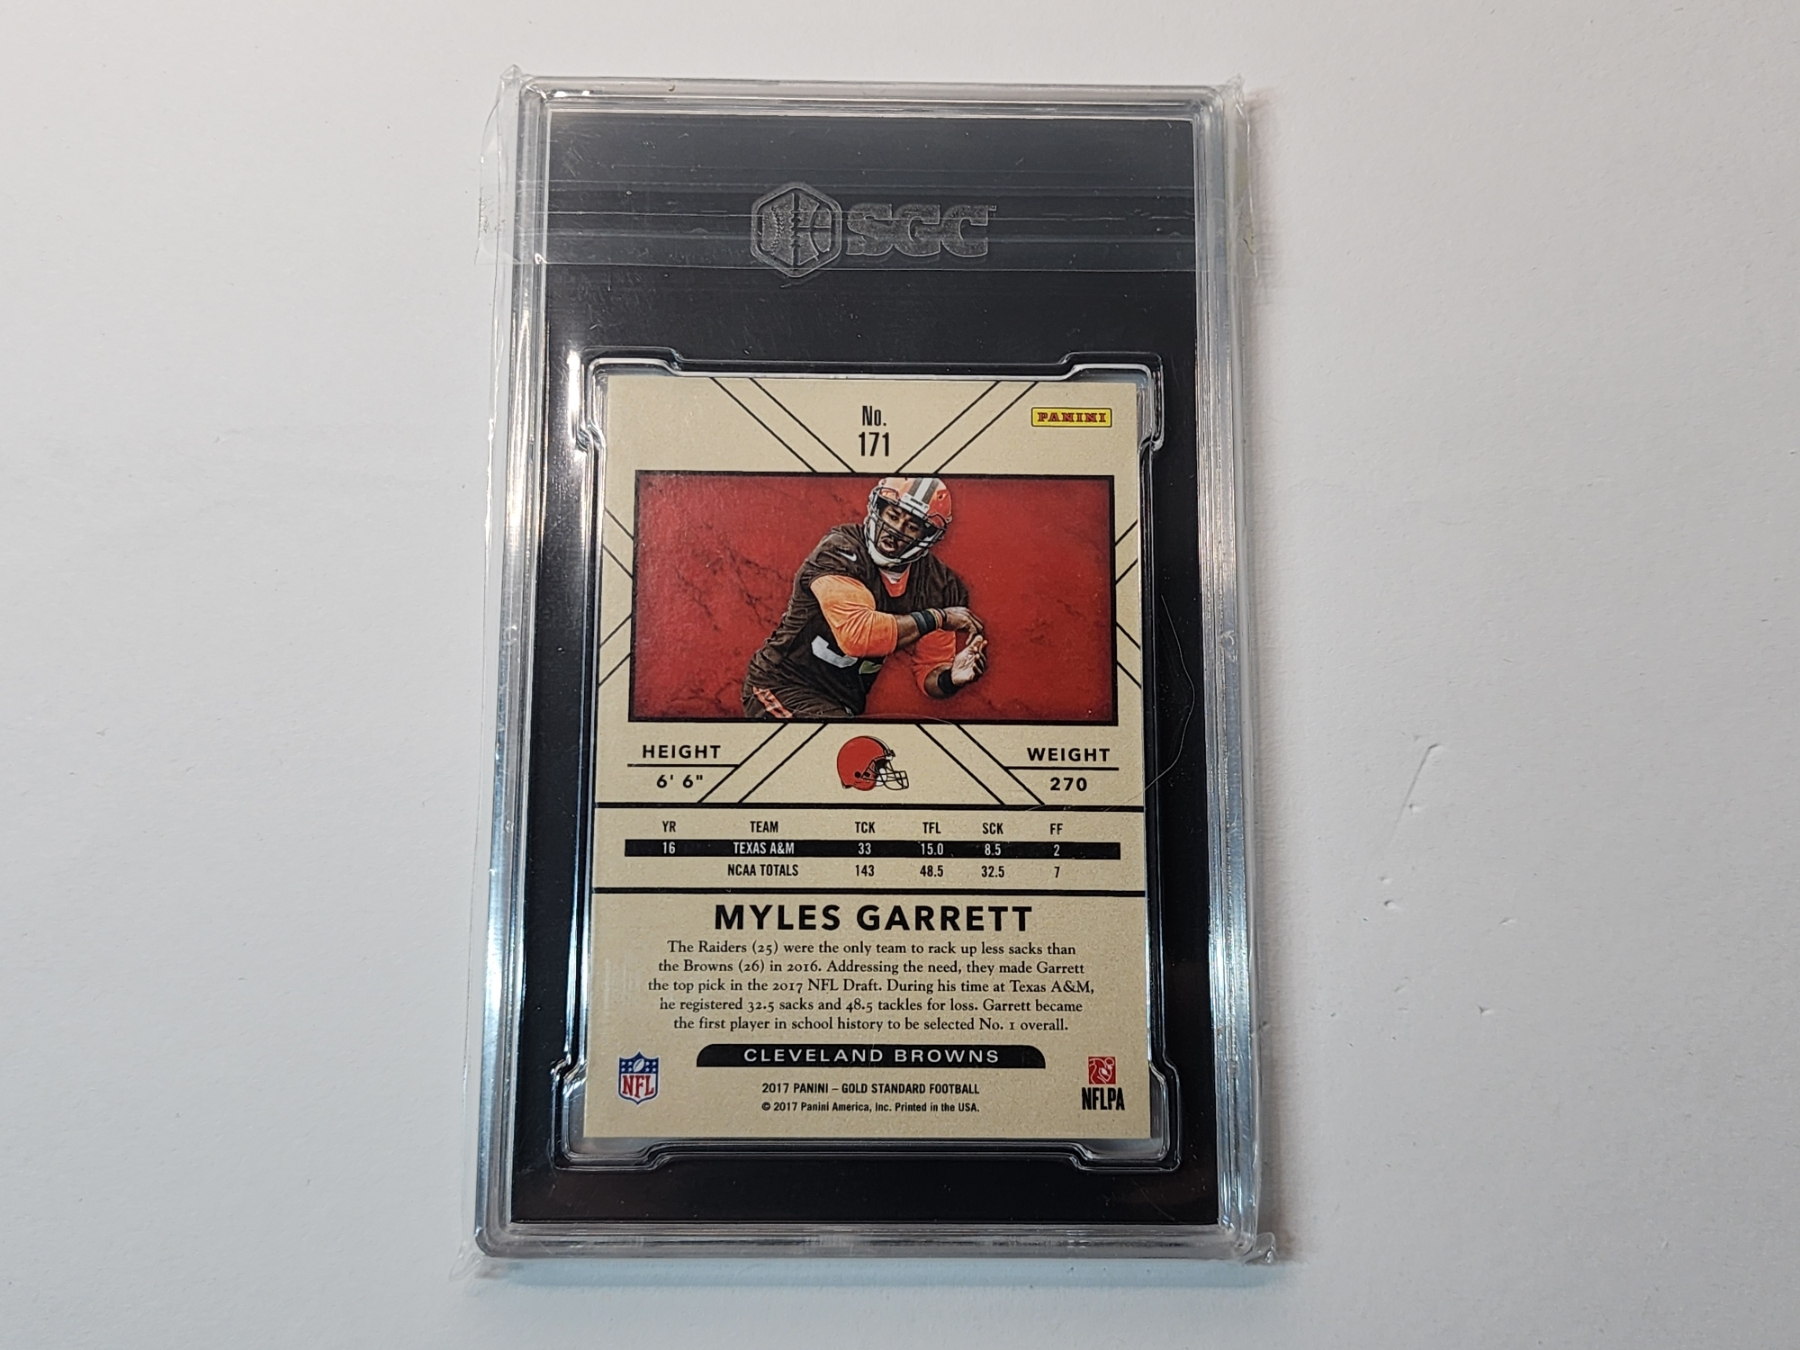 SGC™
No.
171
PANINI
HEIGHT
6' 6"
WEIGHT
270
YR TEAM TCK TFL SCK FF
16 TEXAS A&M 33 15.0 8.5 2
NCAA TOTALS 143 48.5 32.5 7
MYLES GARRETT
The Raiders (25) were the only team to rack up less sacks than
the Browns (26) in 2016. Addressing the need, they made Garrett
the top pick in the 2017 NFL Draft. During his time at Texas A&M,
he registered 32.5 sacks and 48.5 tackles for loss. Garrett became
the first player in school history to be selected No. 1 overall.
CLEVELAND BROWNS
NFL
2017 PANINI – GOLD STANDARD FOOTBALL
© 2017 Panini America, Inc. Printed in the USA.
NFLPA